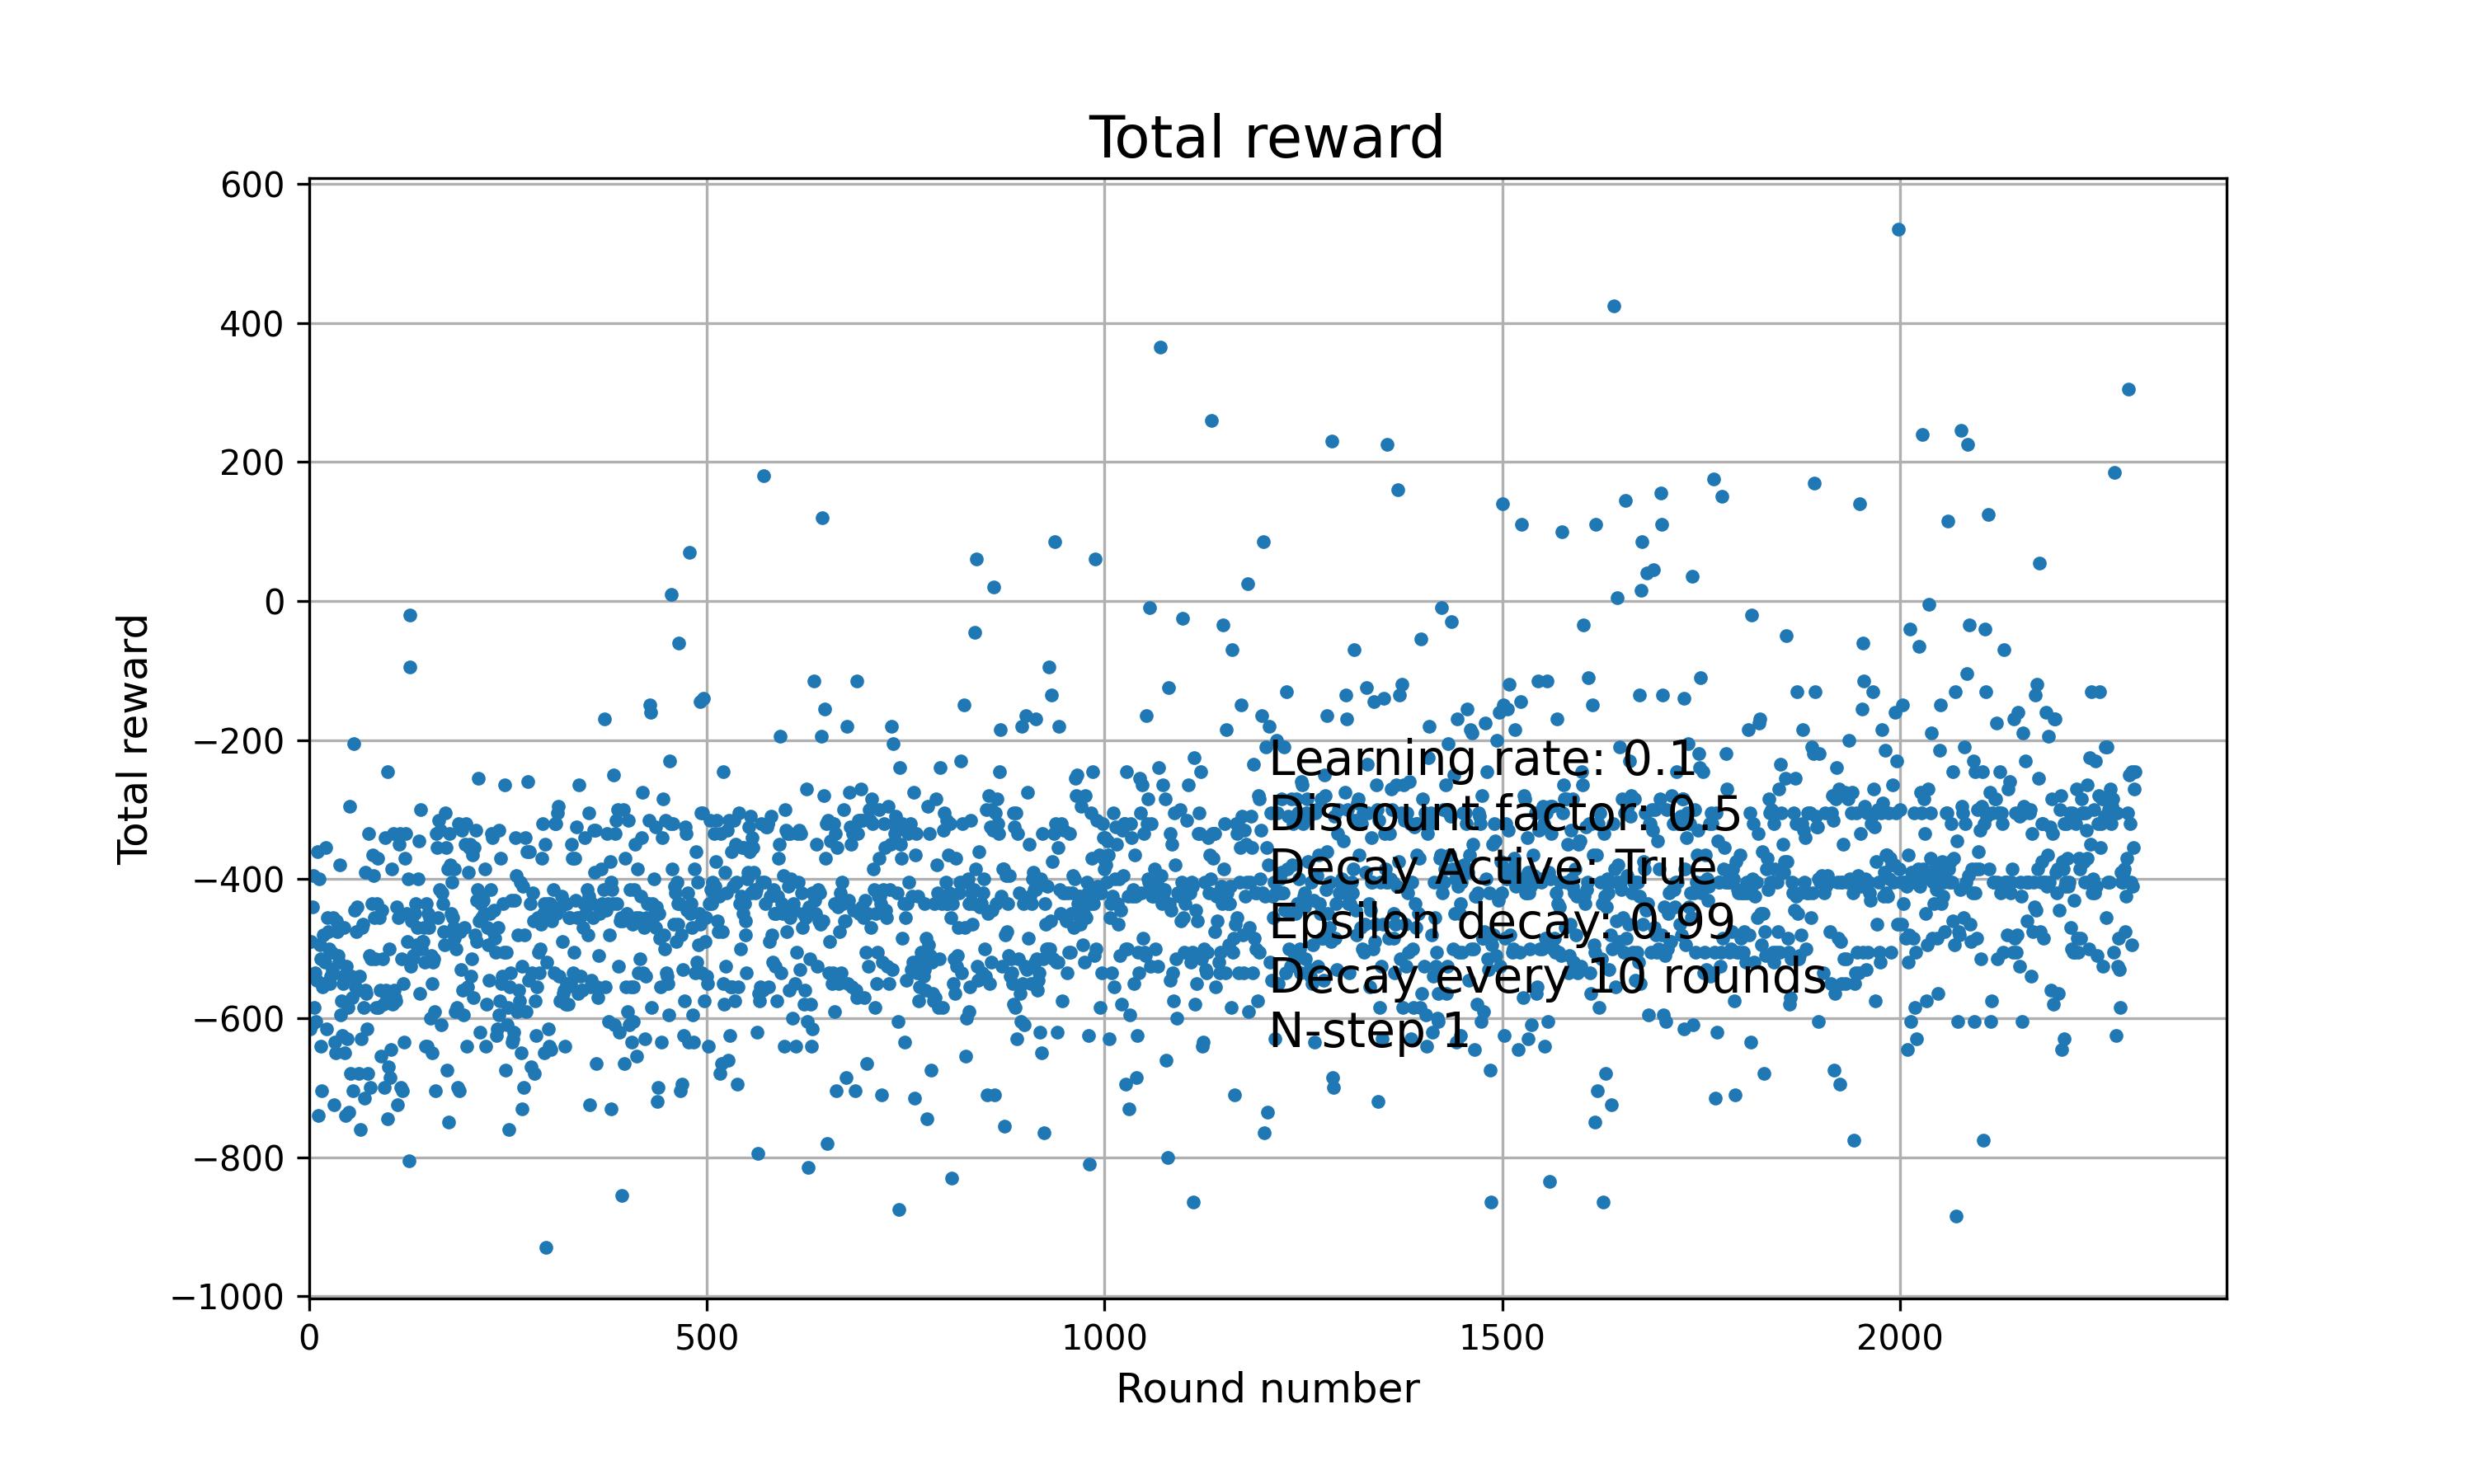 Total reward
600
400
200
0
−200
−400
−600
−800
−1000
Total reward
Learning rate: 0.1
Discount factor: 0.5
Decay Active: True
Epsilon decay: 0.99
Decay every 10 rounds
N-step 1
0 500 1000 1500 2000
Round number